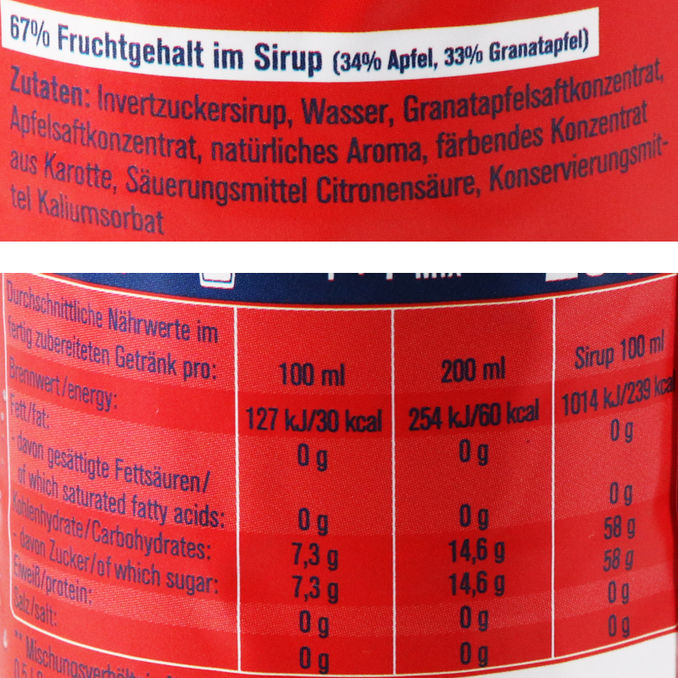 67% Fruchtgehalt im Sirup (34% Apfel, 33% Granatapfel)
Zutaten: Invertzuckersirup, Wasser, Granatapfelsaftkonzentrat,
Apfelsaftkonzentrat, natürliches Aroma, färbendes Konzentrat
aus Karotte, Säuerungsmittel Citronensäure, Konservierungsmit-
tel Kaliumsorbat
Durchschnittliche Nährwerte im
fertig zubereiteten Getränk pro: 100 ml 200 ml Sirup 100 ml
Brennwert/energy: 127 kJ/30 kcal 254 kJ/60 kcal 1014 kJ/239 kcal
Fett/fat: 0 g 0 g 0 g
- davon gesättigte Fettsäuren/
of which saturated fatty acids: 0 g 0 g 0 g
Kohlenhydrate/Carbohydrates: 7,3 g 14,6 g 58 g
- davon Zucker/of which sugar: 7,3 g 14,6 g 58 g
Eiweiß/protein: 0 g 0 g 0 g
Salz/salt: 0 g 0 g 0 g